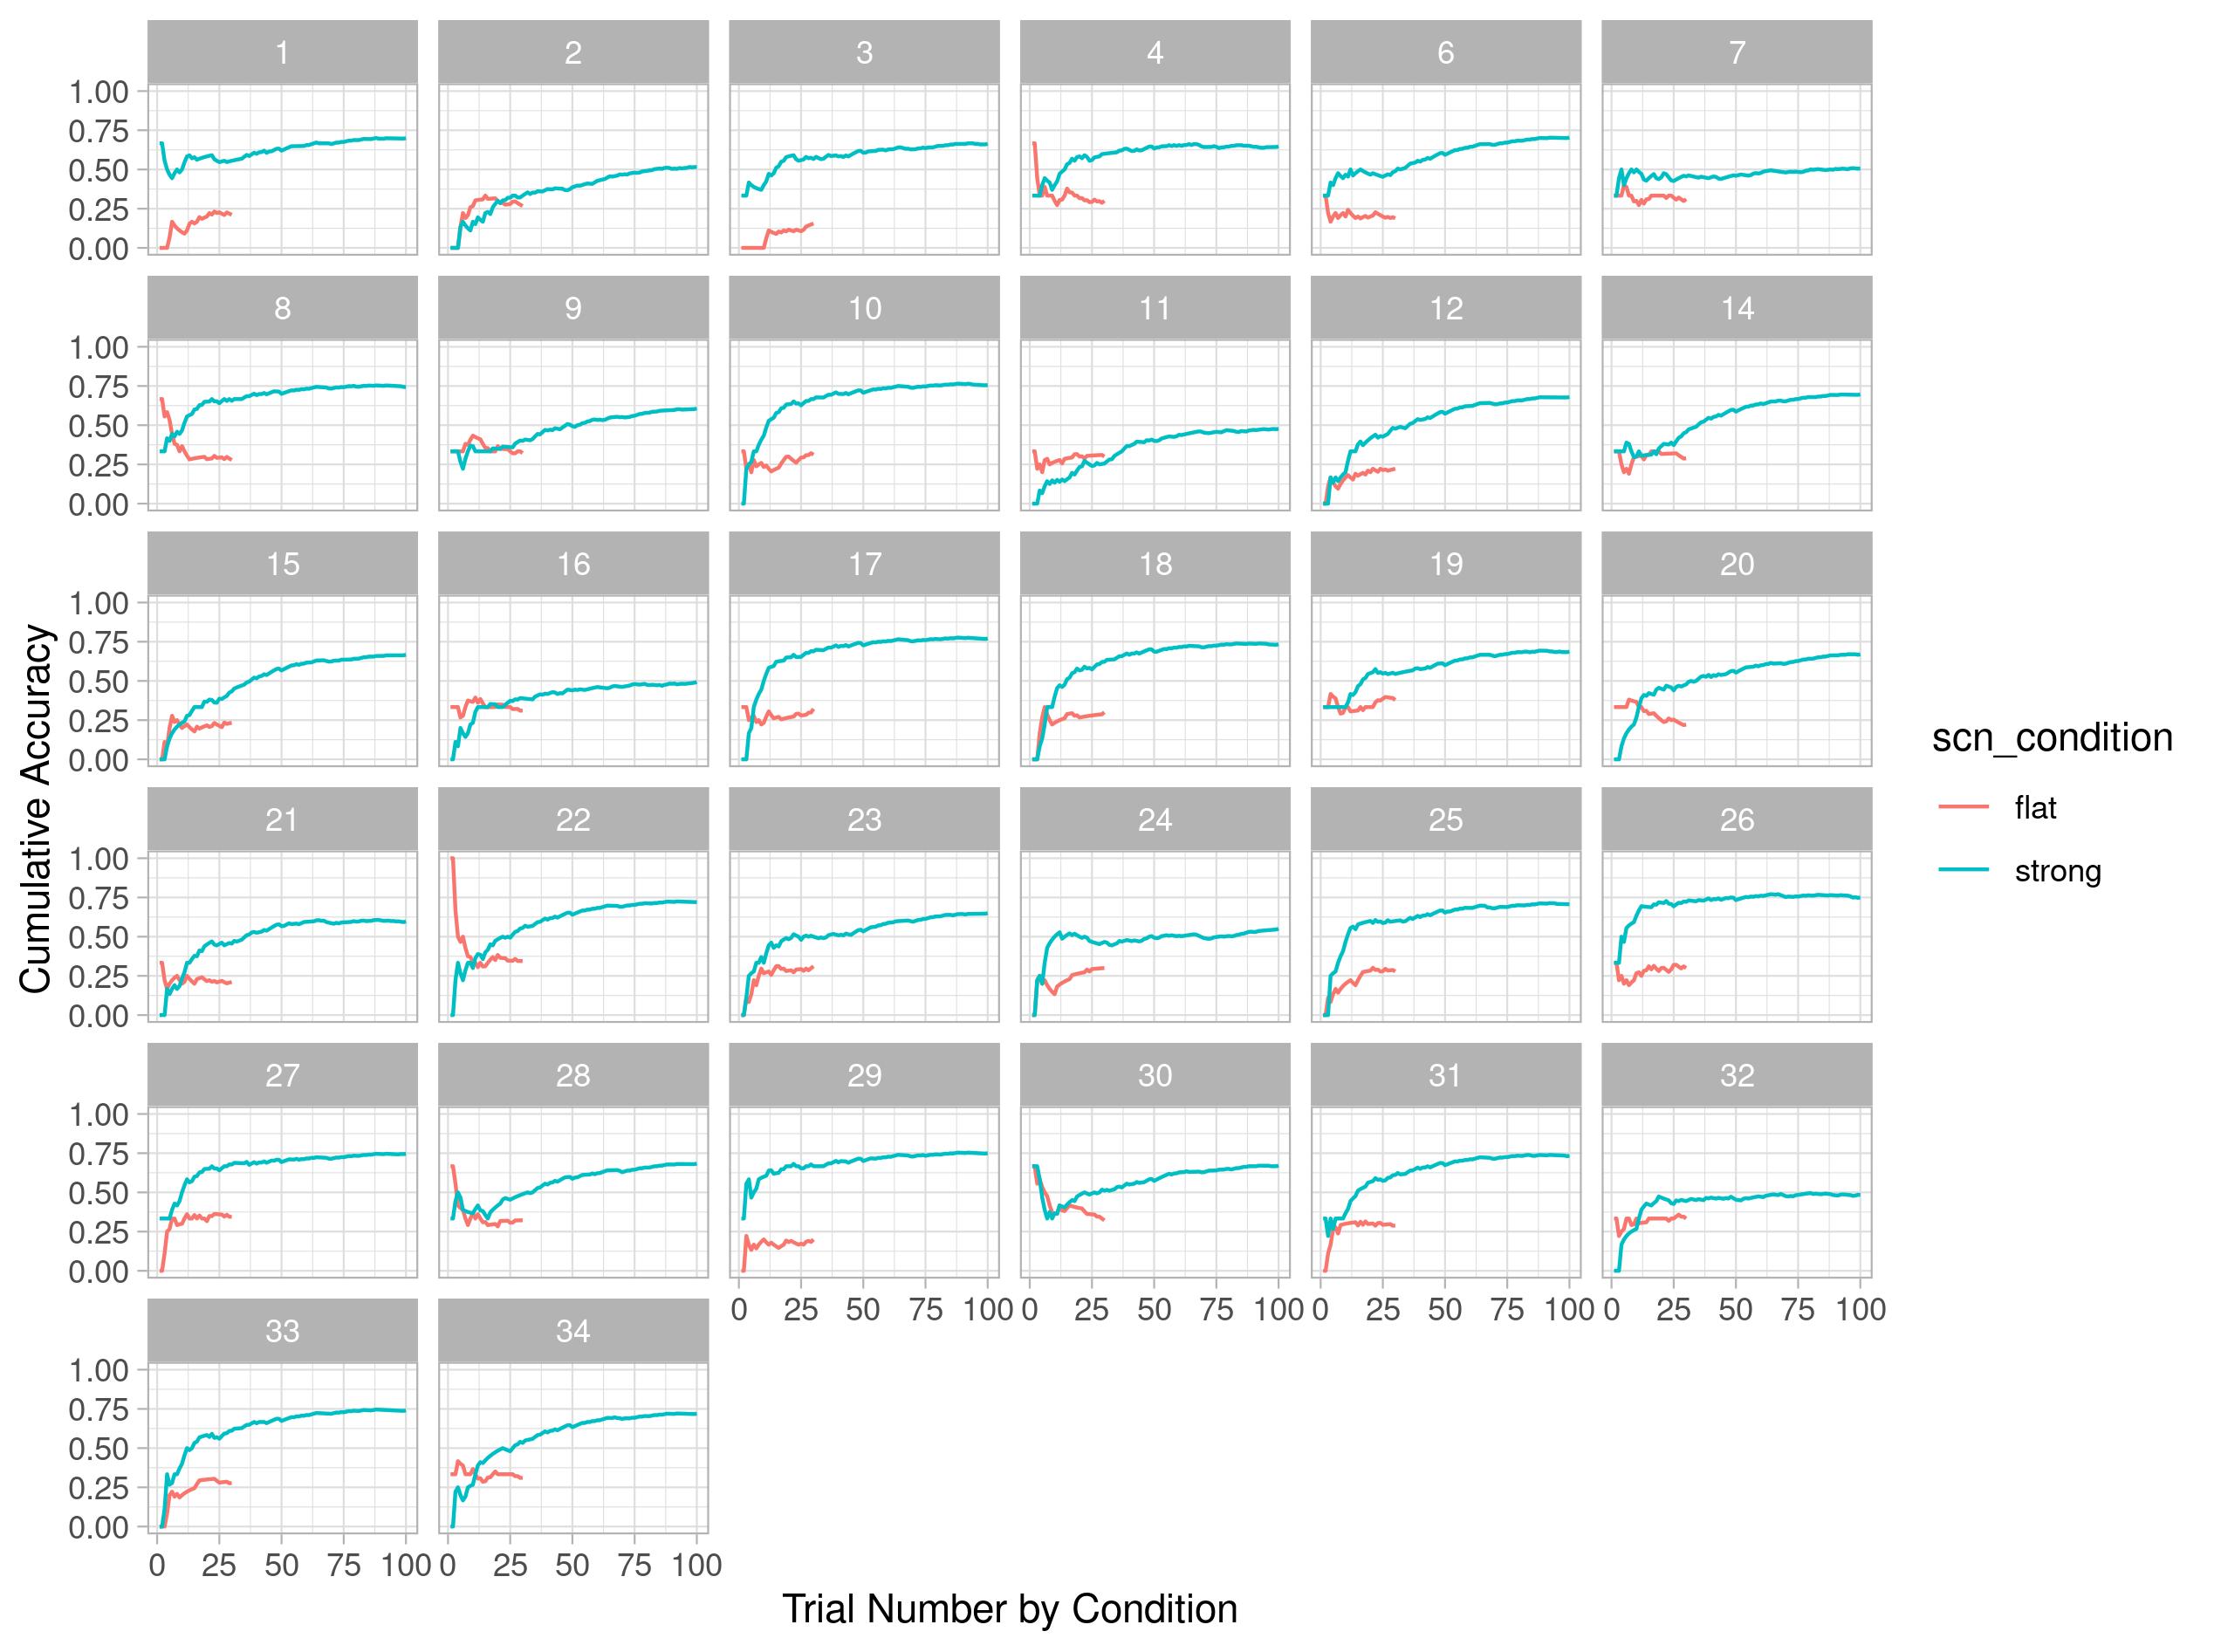 1 2 3 4 6 7
1.00
0.75
0.50
0.25
0.00
8 9 10 11 12 14
1.00
0.75
0.50
0.25
0.00
15 16 17 18 19 20
1.00
0.75
0.50
0.25
0.00
21 22 23 24 25 26
1.00
0.75
0.50
0.25
0.00
27 28 29 30 31 32
1.00
0.75
0.50
0.25
0.00
0 25 50 75 100 0 25 50 75 100 0 25 50 75 100 0 25 50 75 100
33 34
1.00
0.75
0.50
0.25
0.00
0 25 50 75 100 0 25 50 75 100
Trial Number by Condition
Cumulative Accuracy
scn_condition
flat
strong